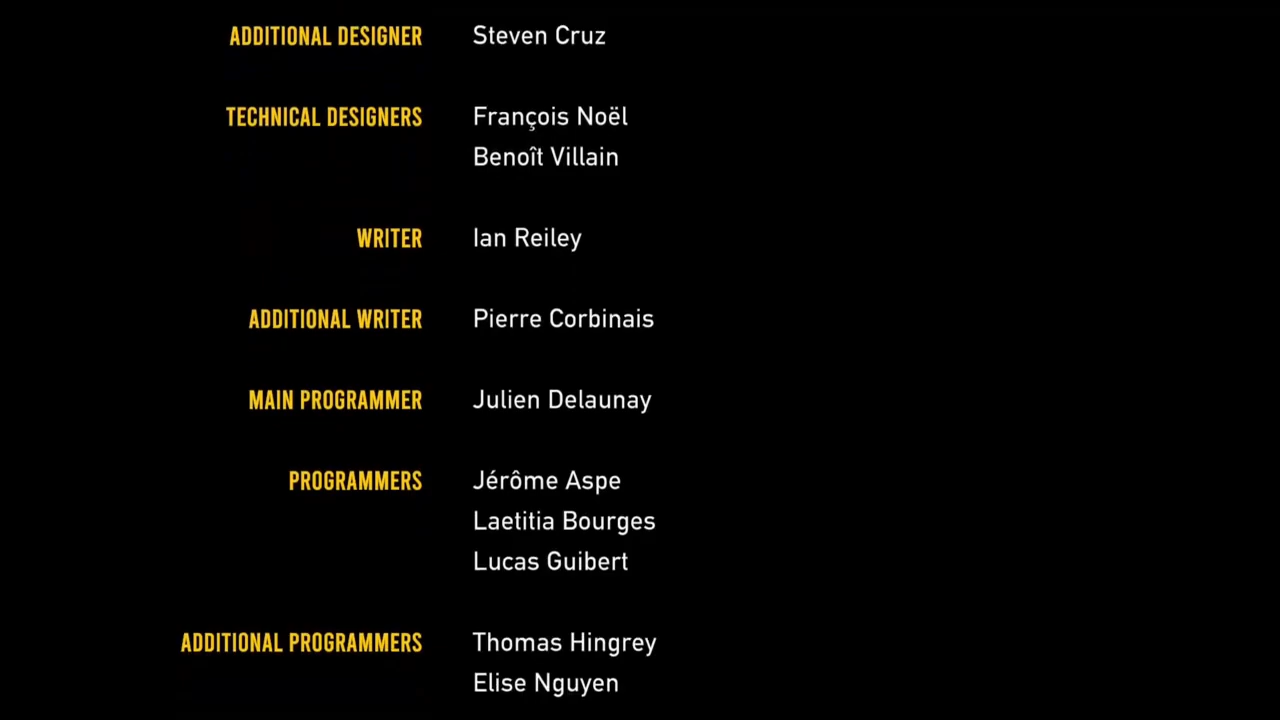 ADDITIONAL DESIGNER Steven Cruz
TECHNICAL DESIGNERS François Noël
Benoît Villain
WRITER Ian Reiley
ADDITIONAL WRITER Pierre Corbinais
MAIN PROGRAMMER Julien Delaunay
PROGRAMMERS Jérôme Aspe
Laetitia Bourges
Lucas Guibert
ADDITIONAL PROGRAMMERS Thomas Hingrey
Elise Nguyen